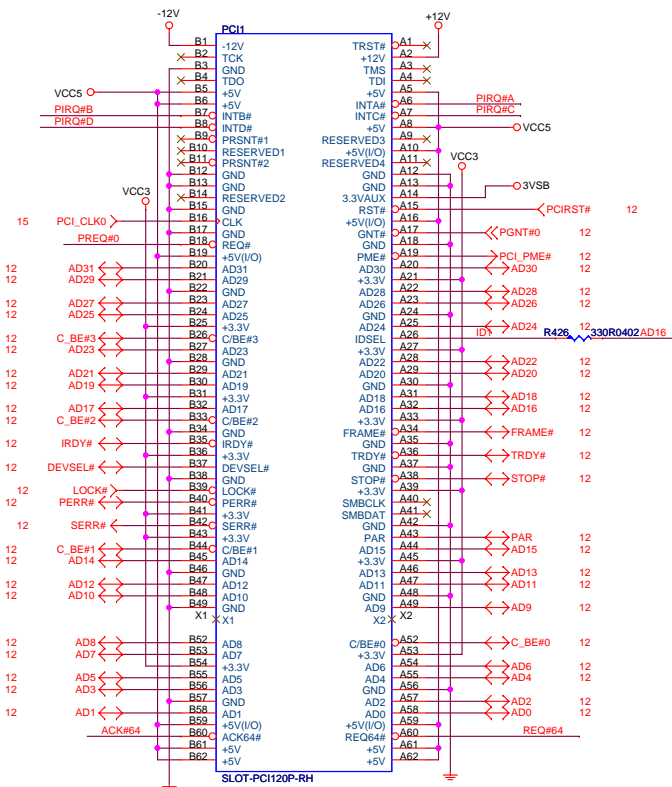 -12V +12V
PCI1
B1 -12V TRST# A1
B2 TCK +12V A2
B3 GND TMS A3
B4 TDO TDI A4
VCC5 B5 +5V +5V A5
B6 +5V INTA# A6 PIRQ#A
PIRQ#B B7 INTB# INTC# A7 PIRQ#C
PIRQ#D B8 INTD# +5V A8 VCC5
B9 PRSNT#1 RESERVED3 A9
B10 RESERVED1 +5V(I/O) A10
B11 PRSNT#2 RESERVED4 A11
B12 GND GND A12 VCC3
B13 GND GND A13
VCC3 B14 RESERVED2 3.3VAUX A14 3VSB
B15 GND RST# A15 PCIRST# 12
15 PCI_CLK0 B16 CLK +5V(I/O) A16
B17 GND GNT# A17 PGNT#0 12
PREQ#0 B18 REQ# GND A18
B19 +5V(I/O) PME# A19 PCI_PME# 12
12 AD31 B20 AD31 AD30 A20 AD30 12
12 AD29 B21 AD29 +3.3V A21
B22 GND AD28 A22 AD28 12
12 AD27 B23 AD27 AD26 A23 AD26 12
12 AD25 B24 AD25 GND A24
B25 +3.3V AD24 A25 AD24 12
12 C_BE#3 B26 C/BE#3 IDSEL A26 ID1 R426 330R0402 AD16 16
12 AD23 B27 AD23 +3.3V A27
B28 GND AD22 A28 AD22 12
12 AD21 B29 AD21 AD20 A29 AD20 12
12 AD19 B30 AD19 GND A30
B31 +3.3V AD18 A31 AD18 12
12 AD17 B32 AD17 AD16 A32 AD16 12
12 C_BE#2 B33 C/BE#2 +3.3V A33
B34 GND FRAME# A34 FRAME# 12
12 IRDY# B35 IRDY# GND A35
B36 +3.3V TRDY# A36 TRDY# 12
12 DEVSEL# B37 DEVSEL# GND A37
B38 GND STOP# A38 STOP# 12
12 LOCK# B39 LOCK# +3.3V A39
12 PERR# B40 PERR# SMBCLK A40
B41 +3.3V SMBDAT A41
12 SERR# B42 SERR# GND A42
B43 +3.3V PAR A43 PAR 12
12 C_BE#1 B44 C/BE#1 AD15 A44 AD15 12
12 AD14 B45 AD14 +3.3V A45
B46 GND AD13 A46 AD13 12
12 AD12 B47 AD12 AD11 A47 AD11 12
12 AD10 B48 AD10 GND A48
B49 GND AD9 A49 AD9 12
X1 X1 X2 X2
12 AD8 B52 AD8 C/BE#0 A52 C_BE#0 12
12 AD7 B53 AD7 +3.3V A53
B54 +3.3V AD6 A54 AD6 12
12 AD5 B55 AD5 AD4 A55 AD4 12
12 AD3 B56 AD3 GND A56
B57 GND AD2 A57 AD2 12
12 AD1 B58 AD1 AD0 A58 AD0 12
B59 +5V(I/O) +5V(I/O) A59
ACK#64 B60 ACK64# REQ64# A60 REQ#64
B61 +5V +5V A61
B62 +5V +5V A62
SLOT-PCI120P-RH